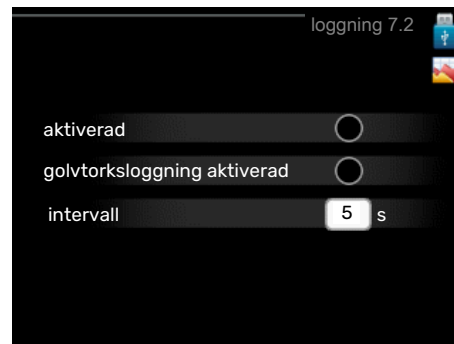 loggning 7.2
aktiverad
golvtorksloggning aktiverad
intervall 5 s